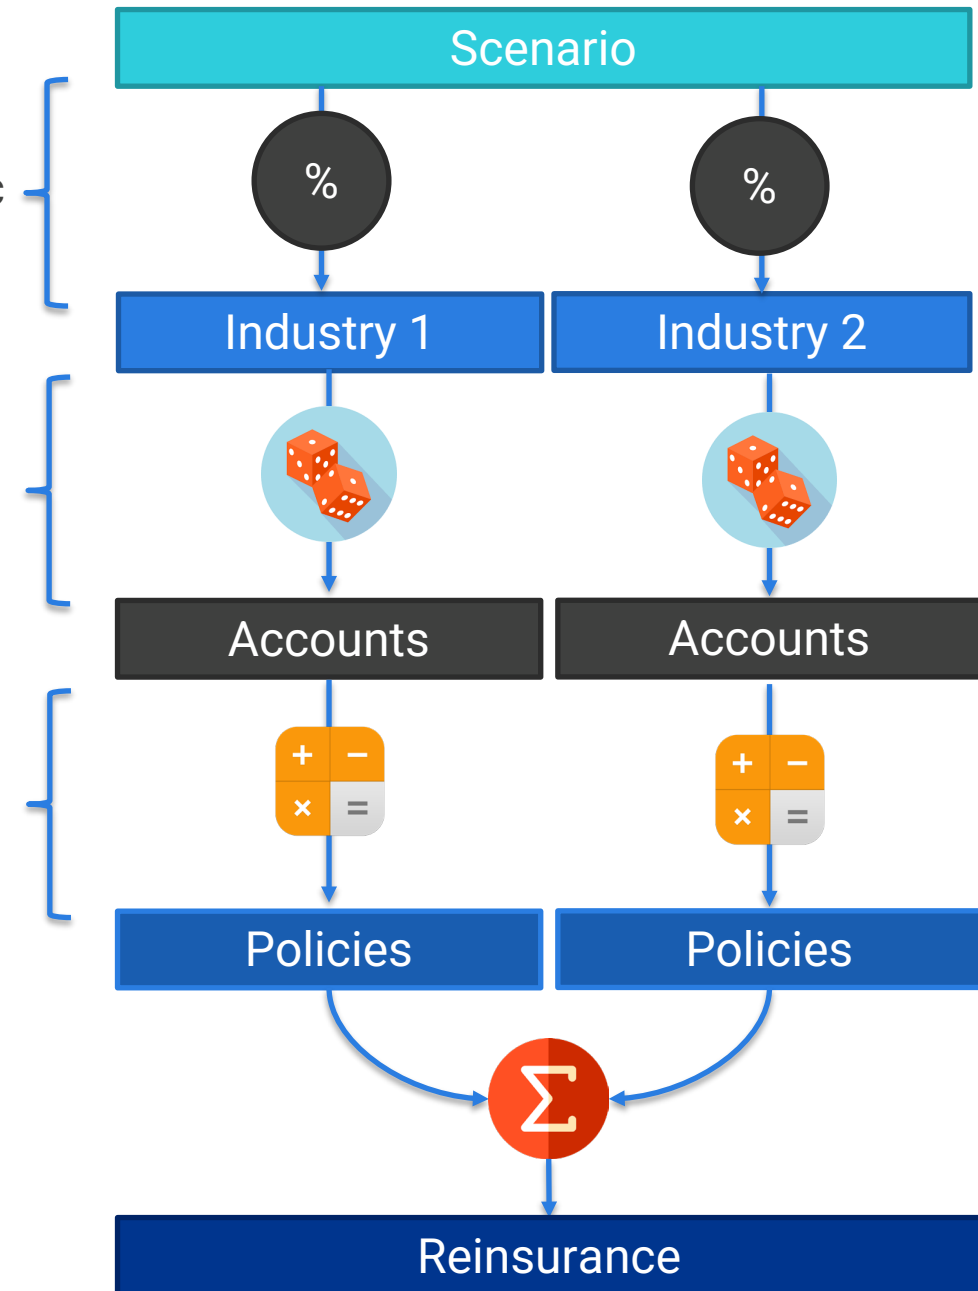 Scenario
% %
c
Industry 1 Industry 2
Accounts Accounts
+ − + −
× = × =
Policies Policies
Σ
Reinsurance